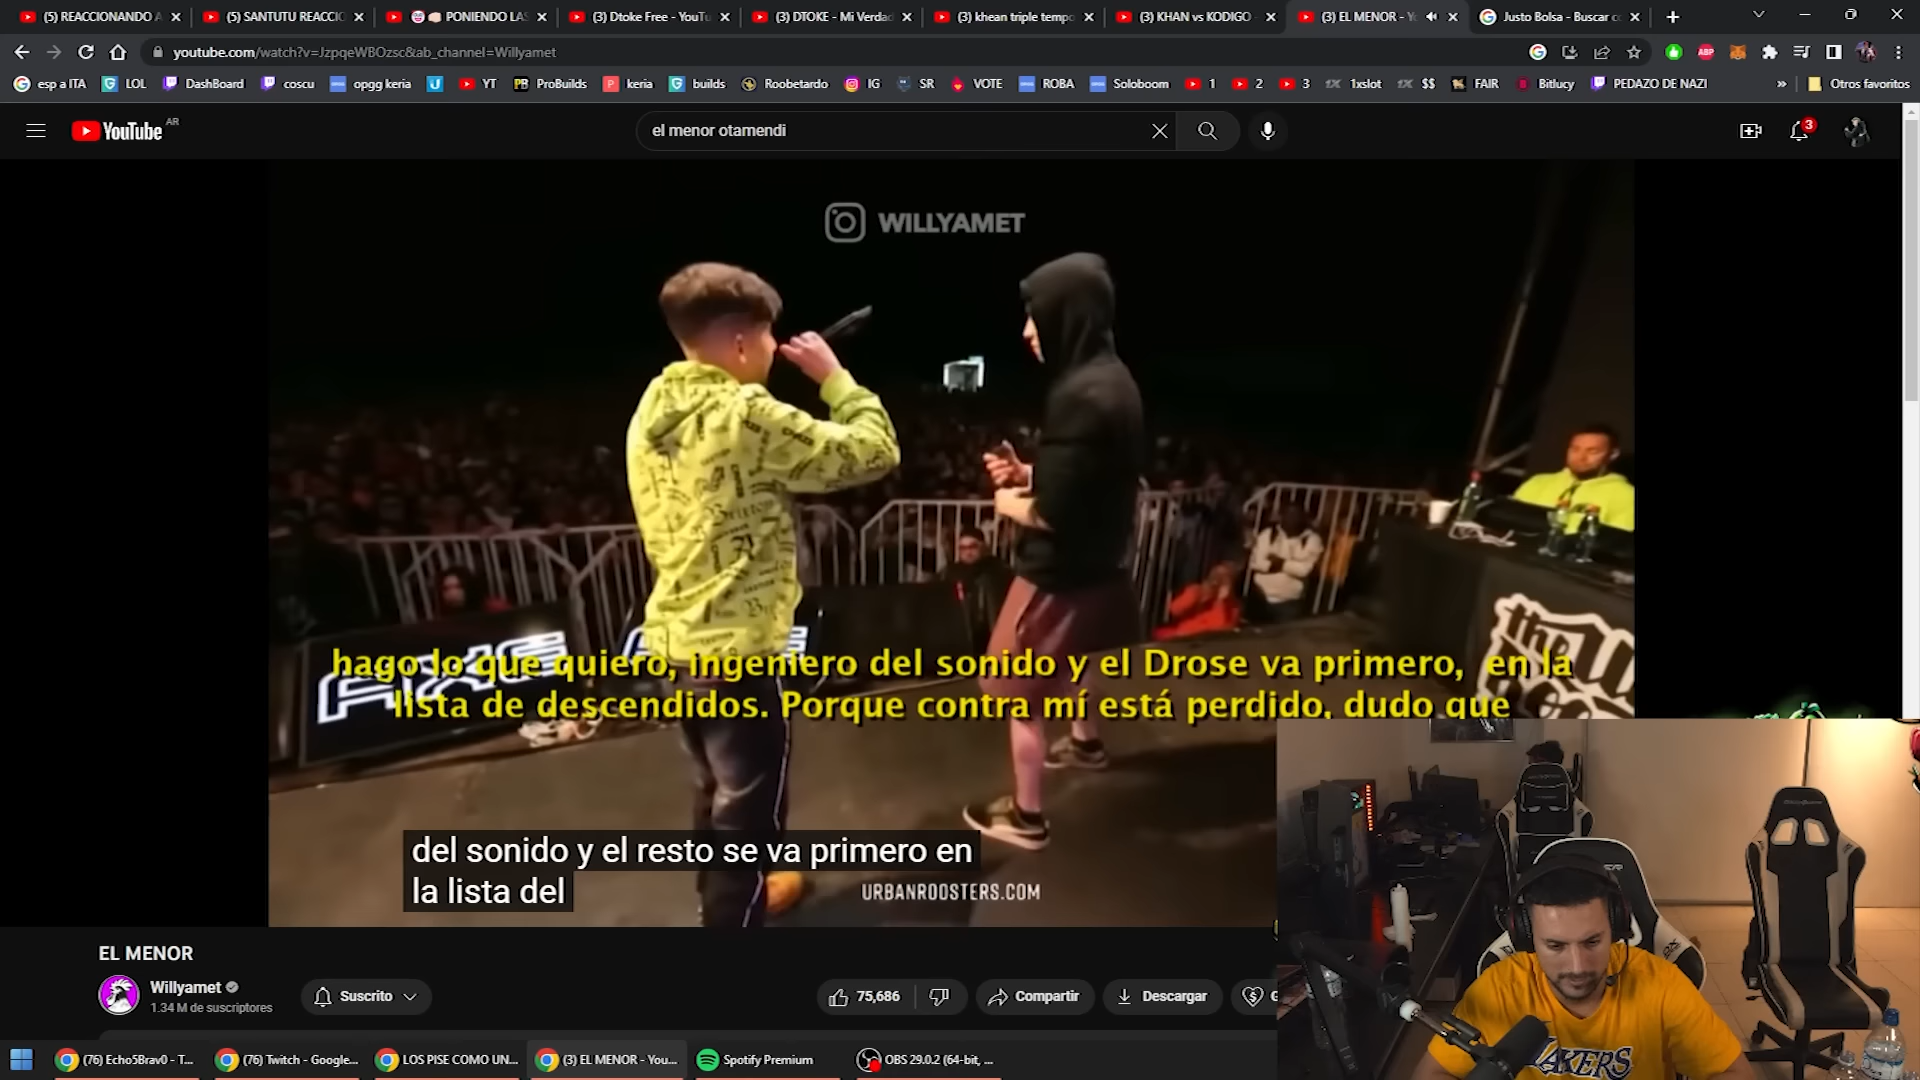 (5) REACCIONANDO A
(5) SANTUTU REACCIO
PONIENDO LAS
(3) Dtoke Free - YouTu
(3) DTOKE - Mi Verdad
(3) khean triple tempo
(3) KHAN vs KODIGO -
(3) EL MENOR - Y
Justo Bolsa - Buscar c
youtube.com/watch?v=JzpqeWBOzsc&ab_channel=Willyamet
esp a ITA
LOL
DashBoard
coscu
opgg keria
YT
ProBuilds
keria
builds
Roobetardo
IG
SR
VOTE
ROBA
Soloboom
1
2
3
1xslot
$$
FAIR
Bitlucy
PEDAZO DE NAZI
»
Otros favoritos
YouTube AR
el menor otamendi
3
WILLYAMET
hago lo que quiero, ingeniero del sonido y el Drose va primero, en la
lista de descendidos. Porque contra mí está perdido, dudo que
AXE
del sonido y el resto se va primero en
la lista del
URBANROOSTERS.COM
EL MENOR
Willyamet
1.34 M de suscriptores
Suscrito
75,686
Compartir
Descargar
G
LAKERS
(76) Echo5Brav0 - T...
(76) Twitch - Google...
LOS PISE COMO UN...
(3) EL MENOR - You...
Spotify Premium
OBS 29.0.2 (64-bit, ...